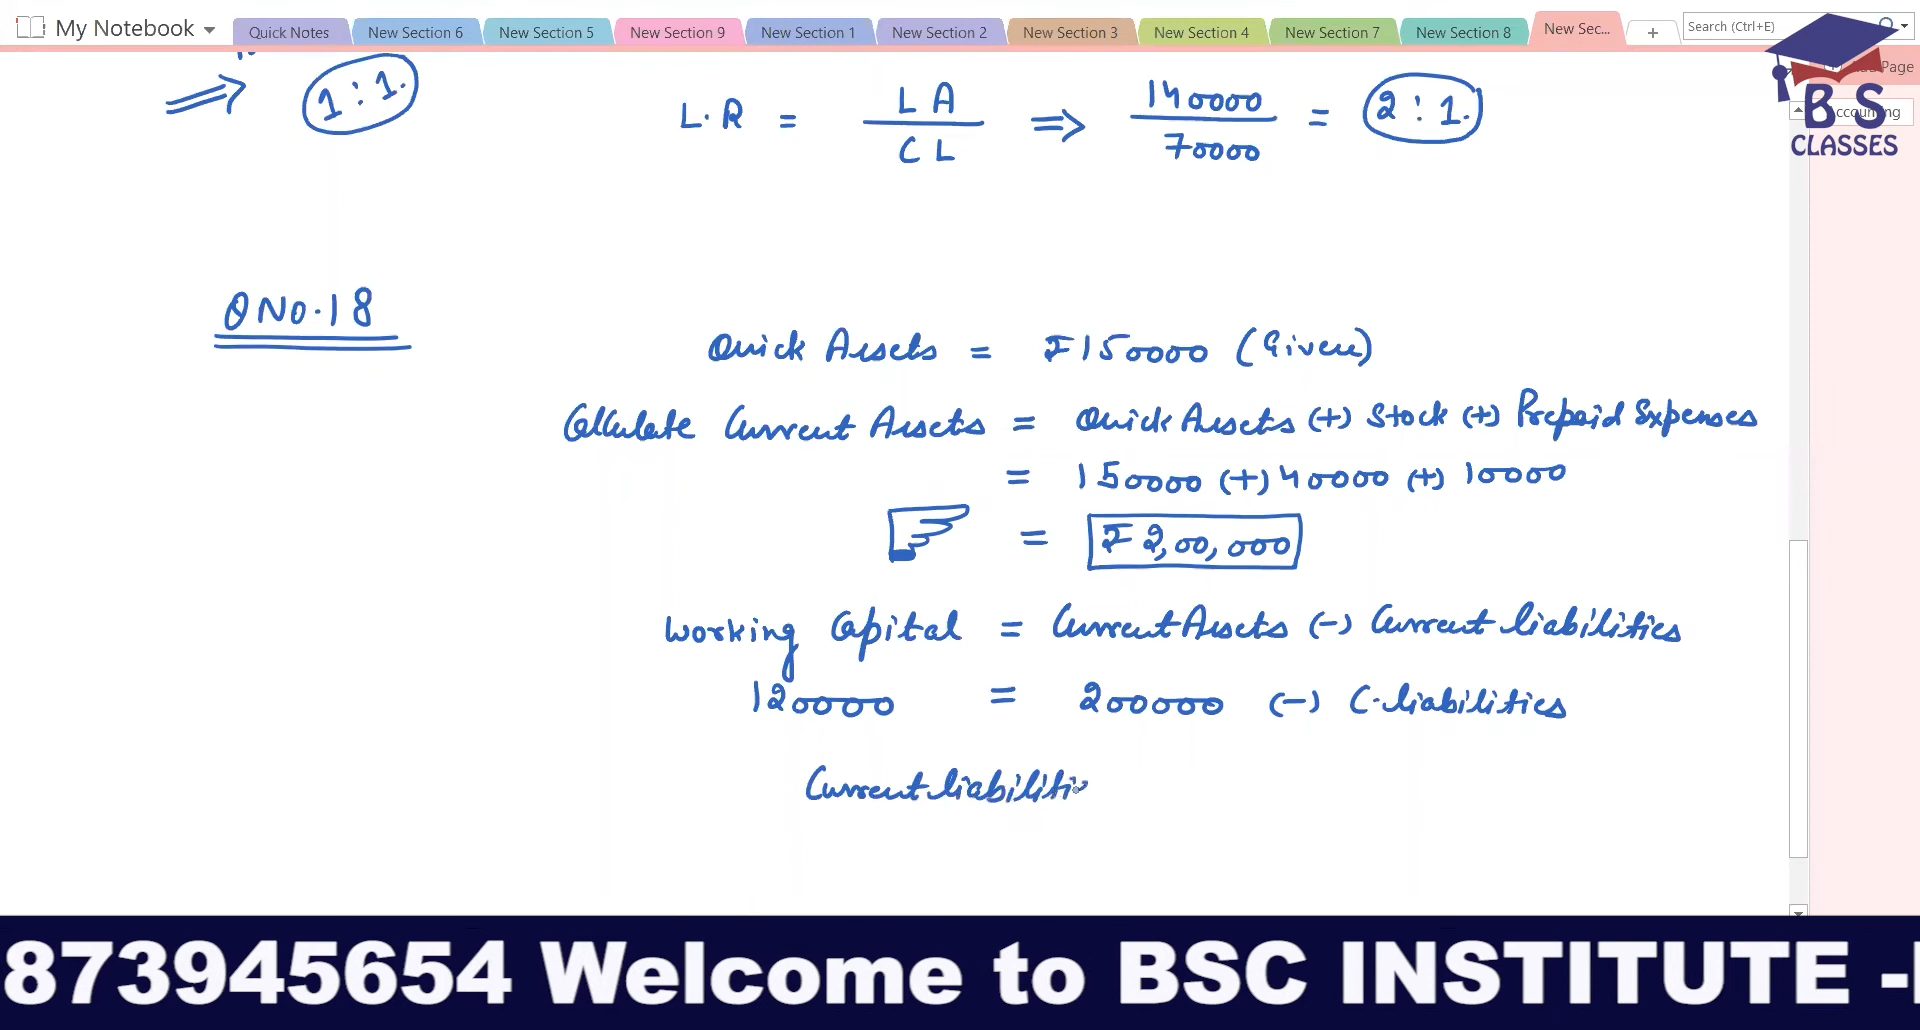 My Notebook
Quick Notes New Section 6 New Section 5 New Section 9 New Section 1 New Section 2 New Section 3 New Section 4 New Section 7 New Section 8 New Sec... +
Search (Ctrl+E)
Page
BS
CLASSES
⇒ 1 : 1.
L.R = LA / CL ⇒ 140000 / 70000 = 2 : 1.
Q No. 18
Quick Assets = ₹150000 (Given)
Calculate Current Assets = Quick Assets (+) Stock (+) Prepaid Expenses
= 150000 (+) 40000 (+) 10000
= ₹2,00,000
Working Capital = Current Assets (-) Current liabilities
120000 = 200000 (-) C. liabilities
Current liabiliti
873945654 Welcome to BSC INSTITUTE -